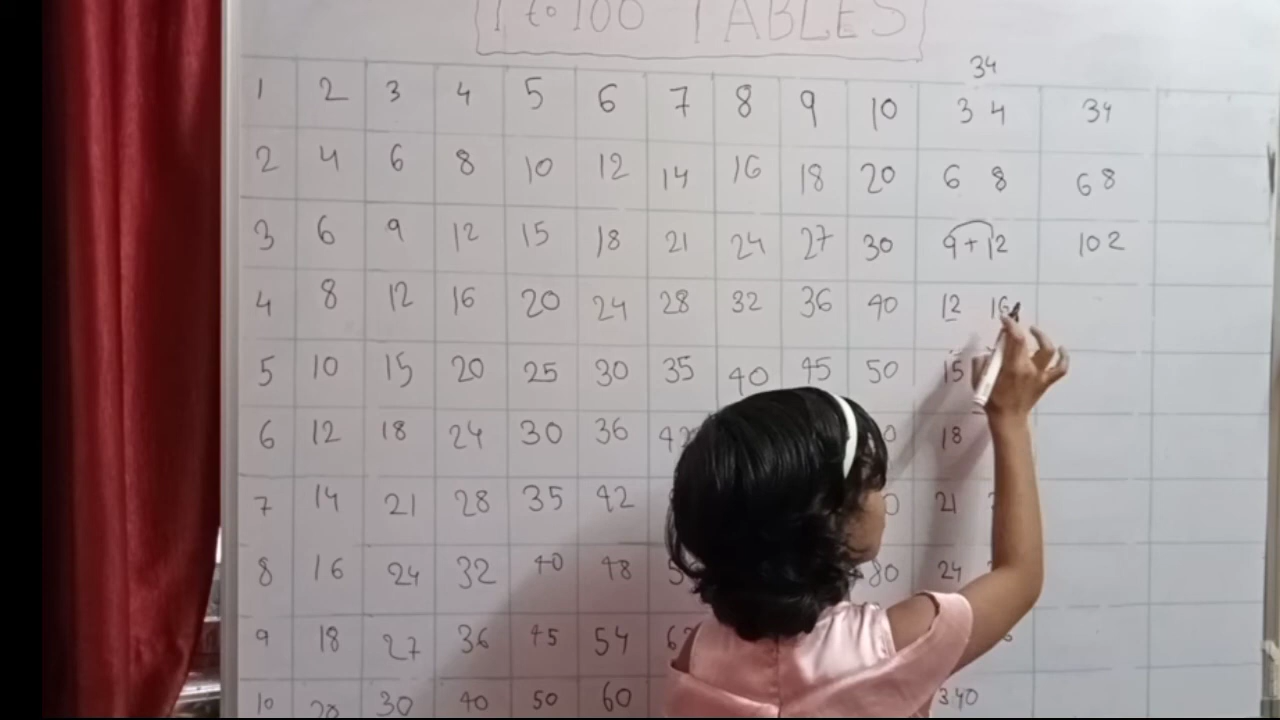 1 to 100 TABLES
34
1 2 3 4 5 6 7 8 9 10 3 4 34
2 4 6 8 10 12 14 16 18 20 6 8 68
3 6 9 12 15 18 21 24 27 30 9 + 12 102
4 8 12 16 20 24 28 32 36 40 12 16
5 10 15 20 25 30 35 40 45 50 15
6 12 18 24 30 36 18
7 14 21 28 35 42 21
8 16 24 32 40 48 80 24
9 18 27 36 45 54
10 20 30 40 50 60 340